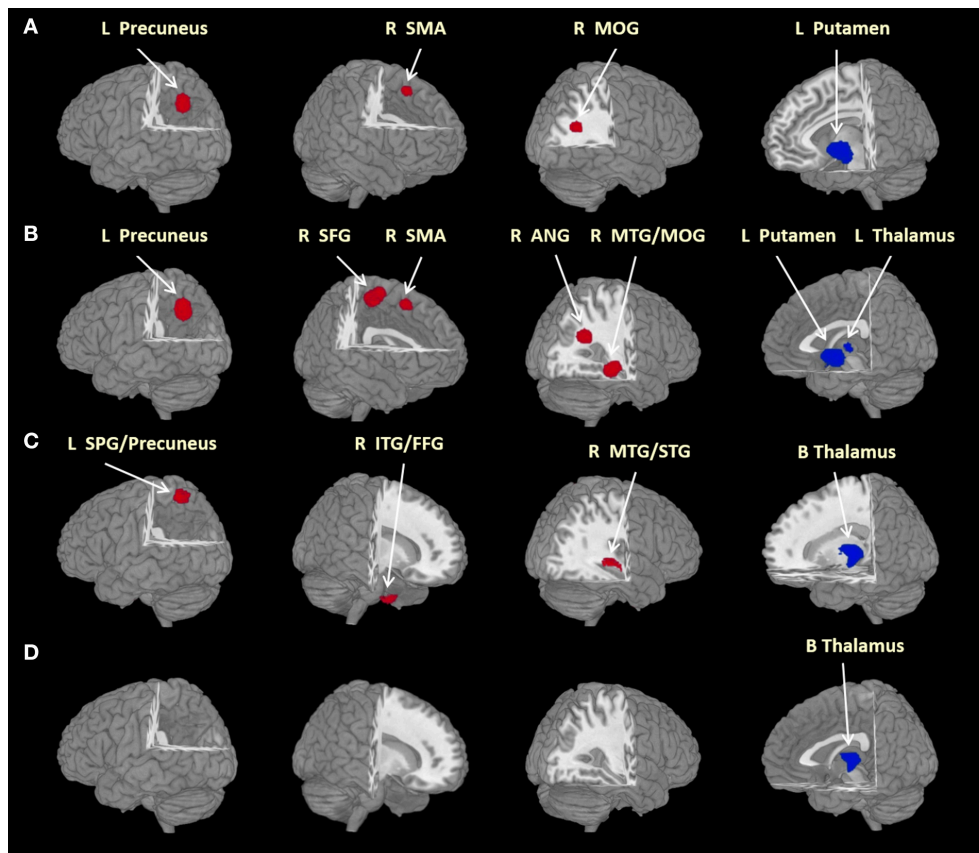 A
L Precuneus
R SMA
R MOG
L Putamen
B
L Precuneus
R SFG
R SMA
R ANG
R MTG/MOG
L Putamen
L Thalamus
C
L SPG/Precuneus
R ITG/FFG
R MTG/STG
B Thalamus
D
B Thalamus